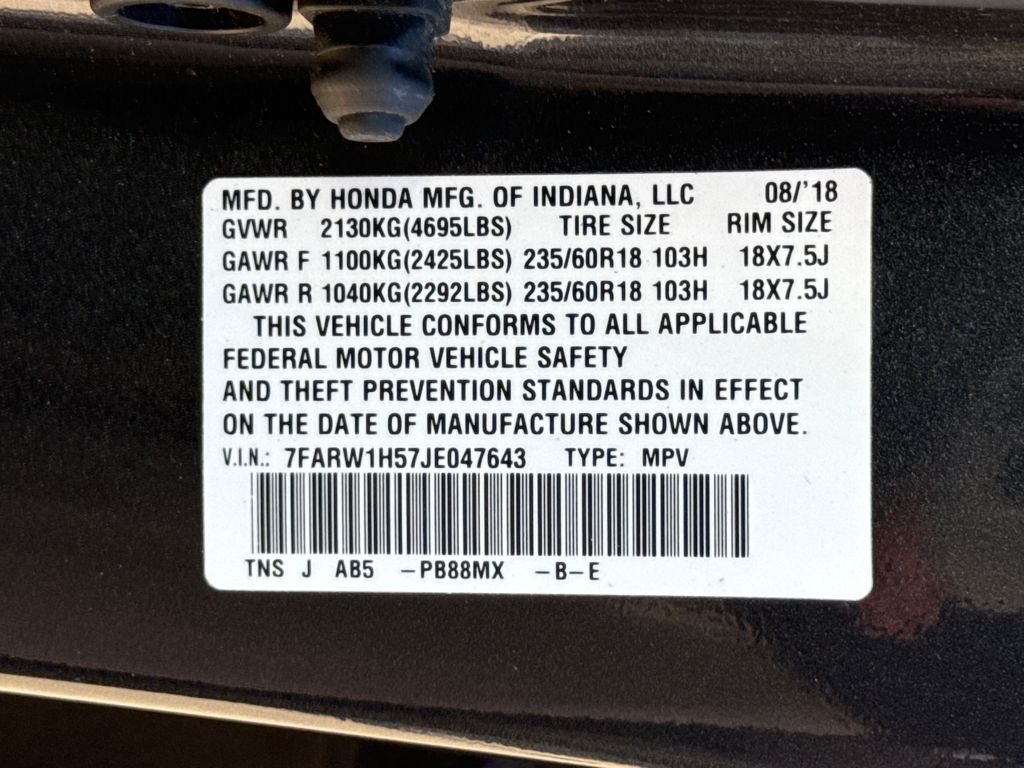 MFD. BY HONDA MFG. OF INDIANA, LLC 08/'18
GVWR 2130KG(4695LBS) TIRE SIZE RIM SIZE
GAWR F 1100KG(2425LBS) 235/60R18 103H 18X7.5J
GAWR R 1040KG(2292LBS) 235/60R18 103H 18X7.5J
THIS VEHICLE CONFORMS TO ALL APPLICABLE
FEDERAL MOTOR VEHICLE SAFETY
AND THEFT PREVENTION STANDARDS IN EFFECT
ON THE DATE OF MANUFACTURE SHOWN ABOVE.
V.I.N.: 7FARW1H57JE047643 TYPE: MPV
TNS J AB5 -PB88MX -B-E